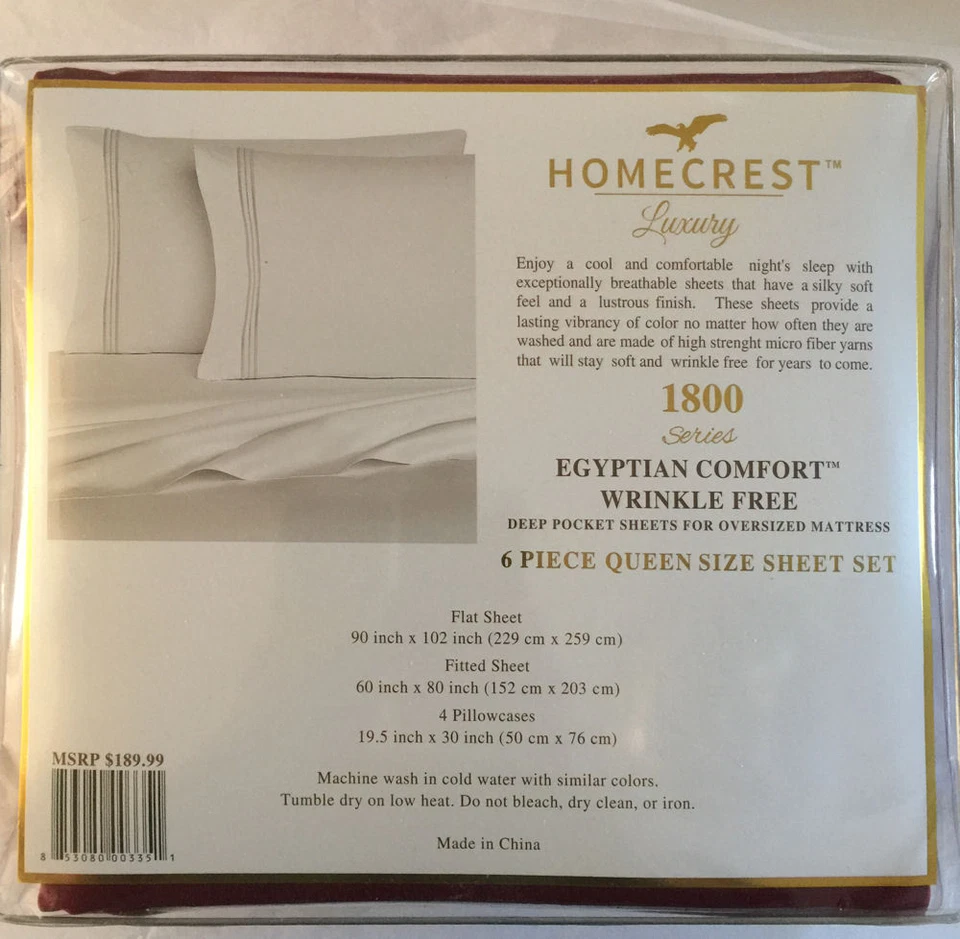 HOMECREST™
Luxury
Enjoy a cool and comfortable night's sleep with
exceptionally breathable sheets that have a silky soft
feel and a lustrous finish. These sheets provide a
lasting vibrancy of color no matter how often they are
washed and are made of high strenght micro fiber yarns
that will stay soft and wrinkle free for years to come.
1800
Series
EGYPTIAN COMFORT™
WRINKLE FREE
DEEP POCKET SHEETS FOR OVERSIZED MATTRESS
6 PIECE QUEEN SIZE SHEET SET
Flat Sheet
90 inch x 102 inch (229 cm x 259 cm)
Fitted Sheet
60 inch x 80 inch (152 cm x 203 cm)
4 Pillowcases
19.5 inch x 30 inch (50 cm x 76 cm)
Machine wash in cold water with similar colors.
Tumble dry on low heat. Do not bleach, dry clean, or iron.
Made in China
MSRP $189.99
8 53080 00335 1